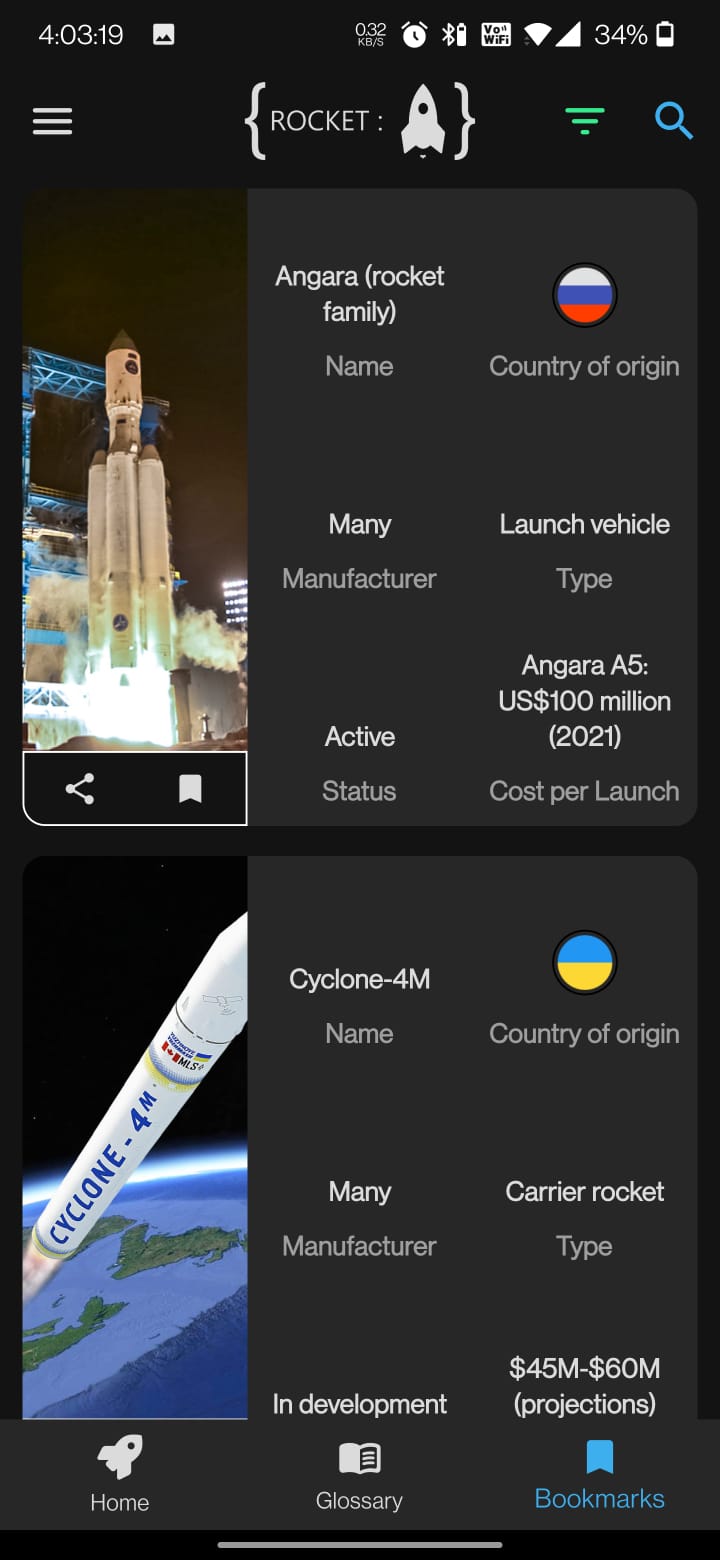 4:03:19
0.32
KB/S
Vo))
WiFi
34%
{ ROCKET : }
Angara (rocket
family)
Name
Country of origin
Many
Manufacturer
Launch vehicle
Type
Active
Status
Angara A5:
US$100 million
(2021)
Cost per Launch
Cyclone-4M
Name
Country of origin
MLS
CYCLONE - 4M
Many
Manufacturer
Carrier rocket
Type
In development
$45M-$60M
(projections)
Home
Glossary
Bookmarks